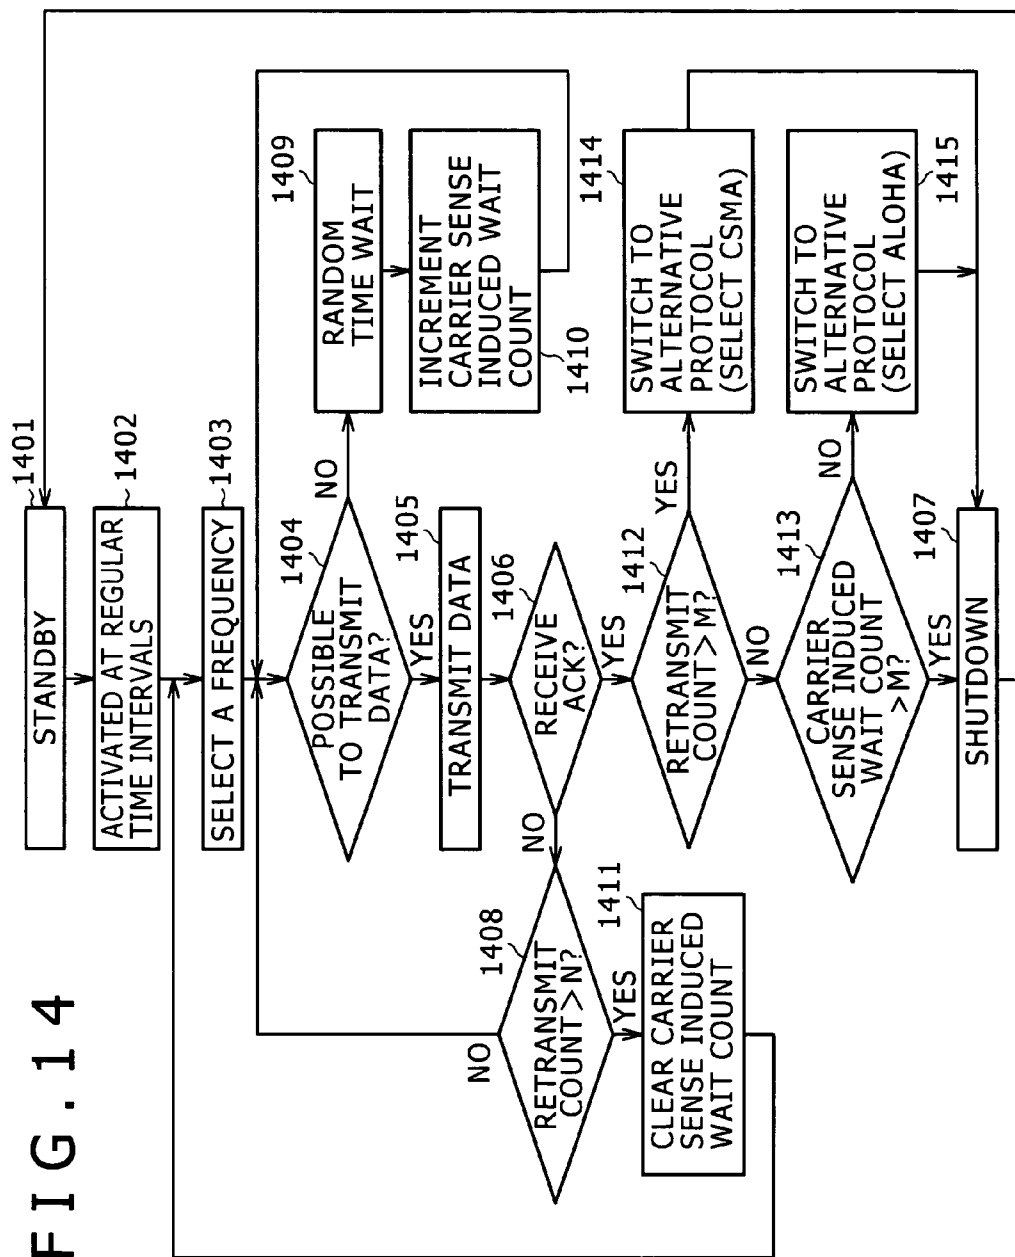 FIG.14
STANDBY
1401
ACTIVATED AT REGULAR
TIME INTERVALS
1402
SELECT A FREQUENCY
1403
POSSIBLE
TO TRANSMIT
DATA?
1404
NO
YES
RANDOM
TIME WAIT
1409
INCREMENT
CARRIER SENSE
INDUCED WAIT
COUNT
1410
TRANSMIT DATA
1405
RECEIVE
ACK?
1406
NO
YES
RETRANSMIT
COUNT>N?
1408
NO
YES
CLEAR CARRIER
SENSE INDUCED
WAIT COUNT
1411
RETRANSMIT
COUNT>M?
1412
YES
NO
SWITCH TO
ALTERNATIVE
PROTOCOL
(SELECT CSMA)
1414
CARRIER
SENSE INDUCED
WAIT COUNT
>M?
1413
NO
YES
SWITCH TO
ALTERNATIVE
PROTOCOL
(SELECT ALOHA)
1415
SHUTDOWN
1407